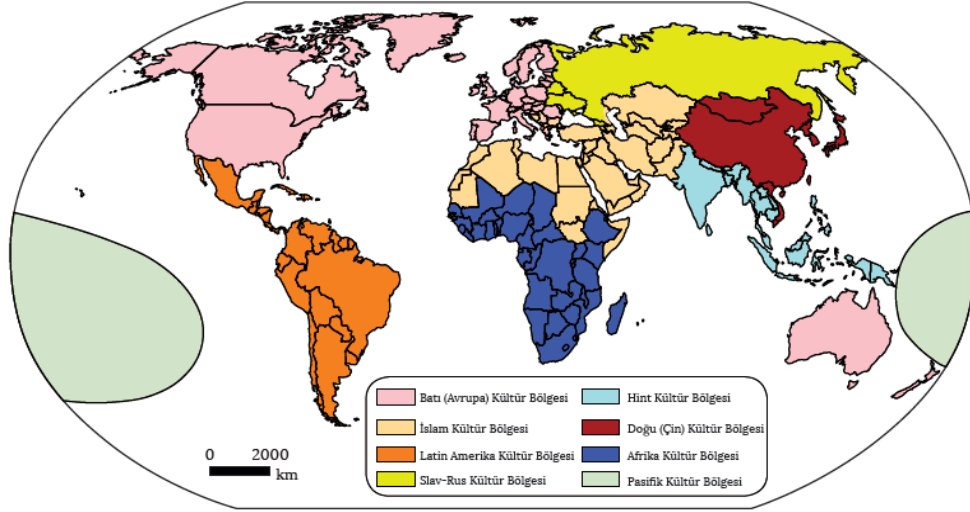 Batı (Avrupa) Kültür Bölgesi
İslam Kültür Bölgesi
Latin Amerika Kültür Bölgesi
Slav-Rus Kültür Bölgesi
Hint Kültür Bölgesi
Doğu (Çin) Kültür Bölgesi
Afrika Kültür Bölgesi
Pasifik Kültür Bölgesi
0 2000
km